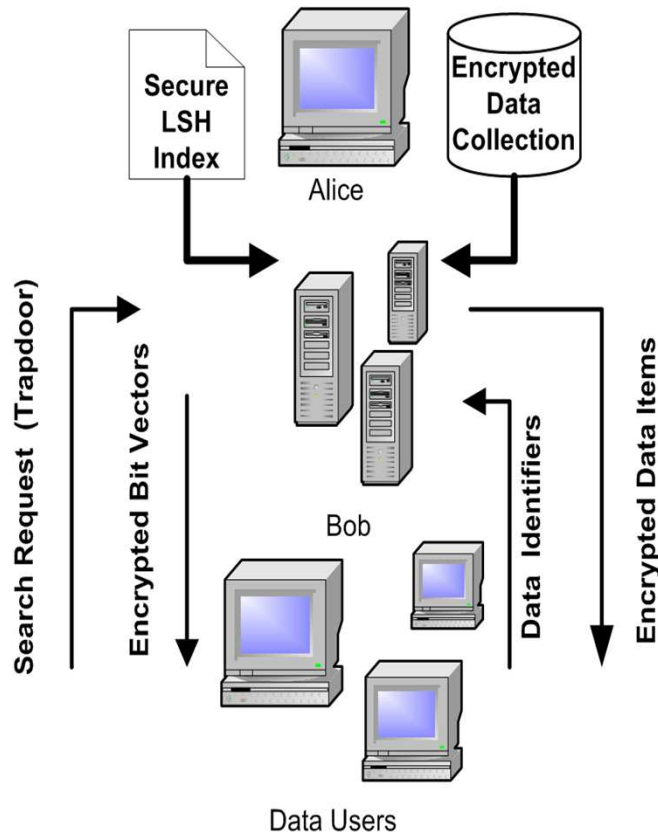 Secure
LSH
Index
Encrypted
Data
Collection
Alice
Search Request (Trapdoor)
Encrypted Bit Vectors
Bob
Data Identifiers
Encrypted Data Items
Data Users